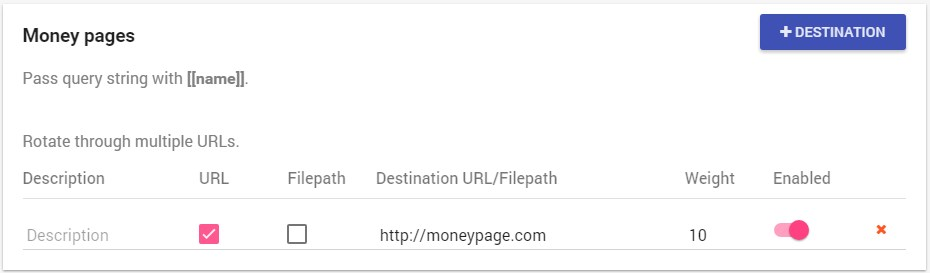 Money pages
+ DESTINATION
Pass query string with [[name]].
Rotate through multiple URLs.
Description URL Filepath Destination URL/Filepath Weight Enabled
Description http://moneypage.com 10